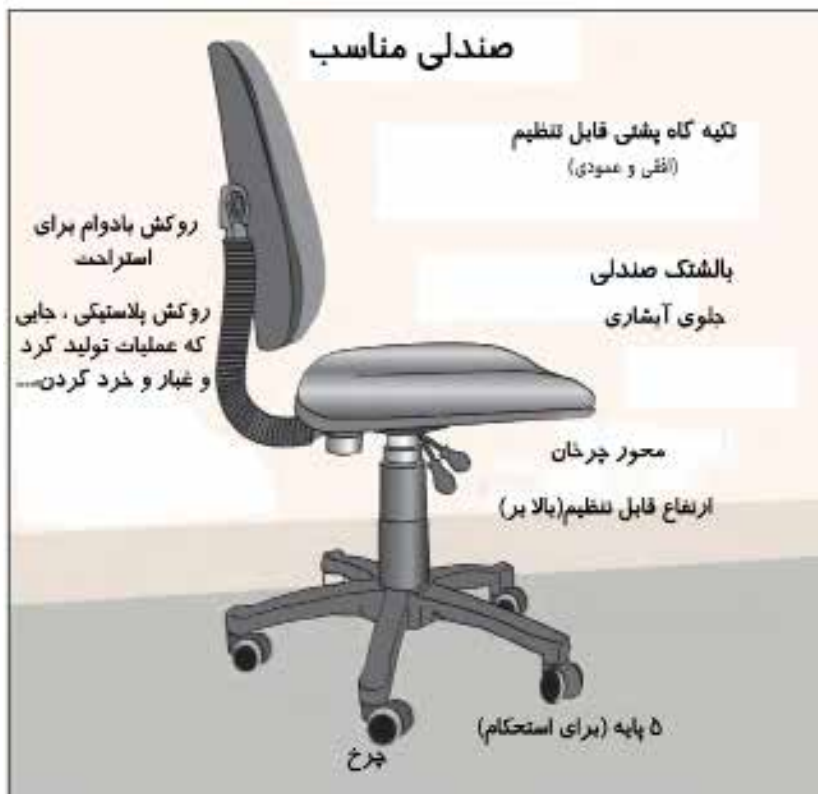 صندلی مناسب
تکیه گاه پشتی قابل تنظیم
(افقی و عمودی)
روکش بادوام برای
استراحت
بالشتک صندلی
جلوی آبشاری
روکش پلاستیکی ، جایی
که عملیات تولید گرد
و غبار و خرد کردن....
محور چرخان
ارتفاع قابل تنظیم(بالا بر)
۵ پایه (برای استحکام)
چرخ